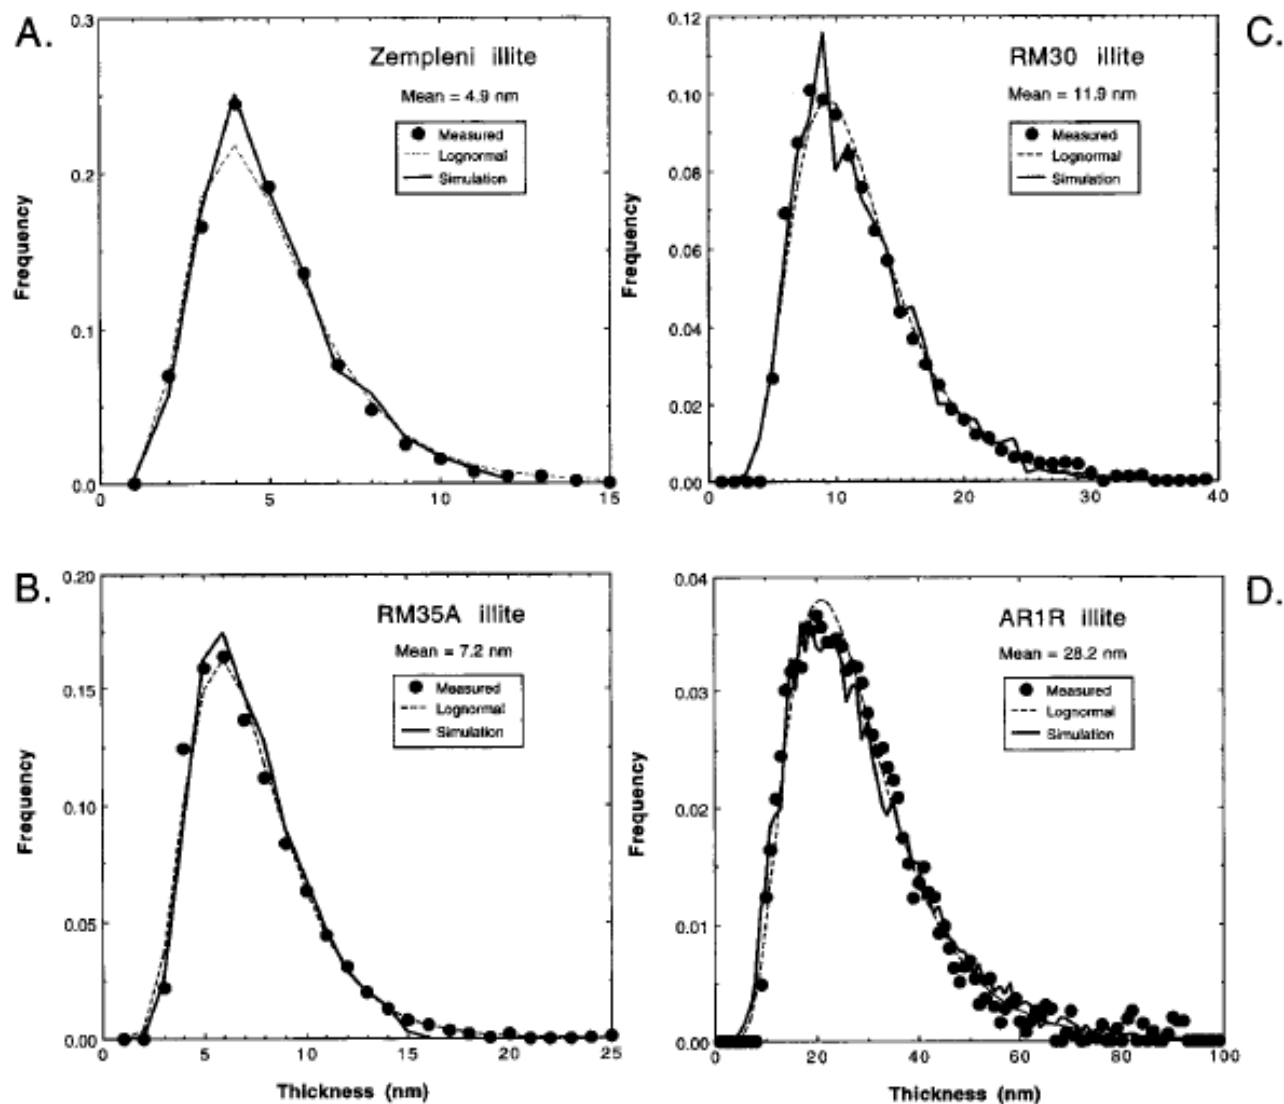 A.
Zempleni illite
Mean = 4.9 nm
Measured
Lognormal
Simulation
Frequency
0.3
0.2
0.1
0.0
0
5
10
15
C.
RM30 illite
Mean = 11.9 nm
Measured
Lognormal
Simulation
Frequency
0.12
0.10
0.08
0.06
0.04
0.02
0.00
0
10
20
30
40
B.
RM35A illite
Mean = 7.2 nm
Measured
Lognormal
Simulation
Frequency
0.20
0.15
0.10
0.05
0.00
0
5
10
15
20
25
Thickness (nm)
D.
AR1R illite
Mean = 28.2 nm
Measured
Lognormal
Simulation
Frequency
0.04
0.03
0.02
0.01
0.00
0
20
40
60
80
100
Thickness (nm)